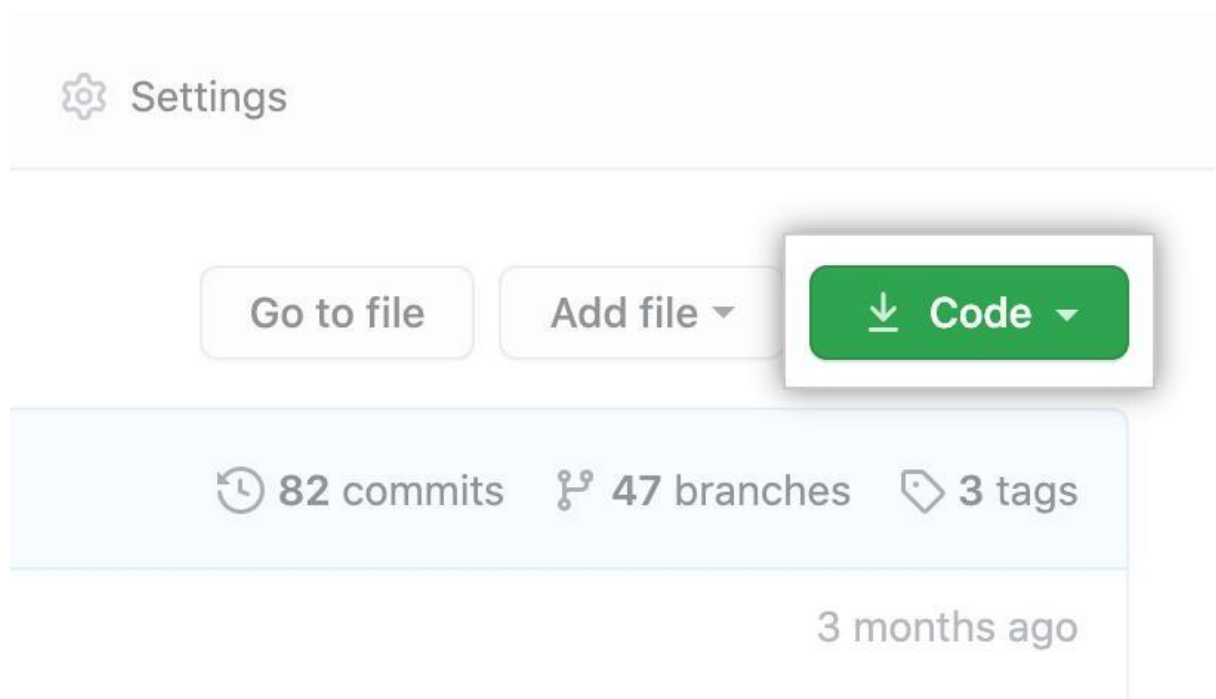 Settings
Go to file Add file Code
82 commits 47 branches 3 tags
3 months ago